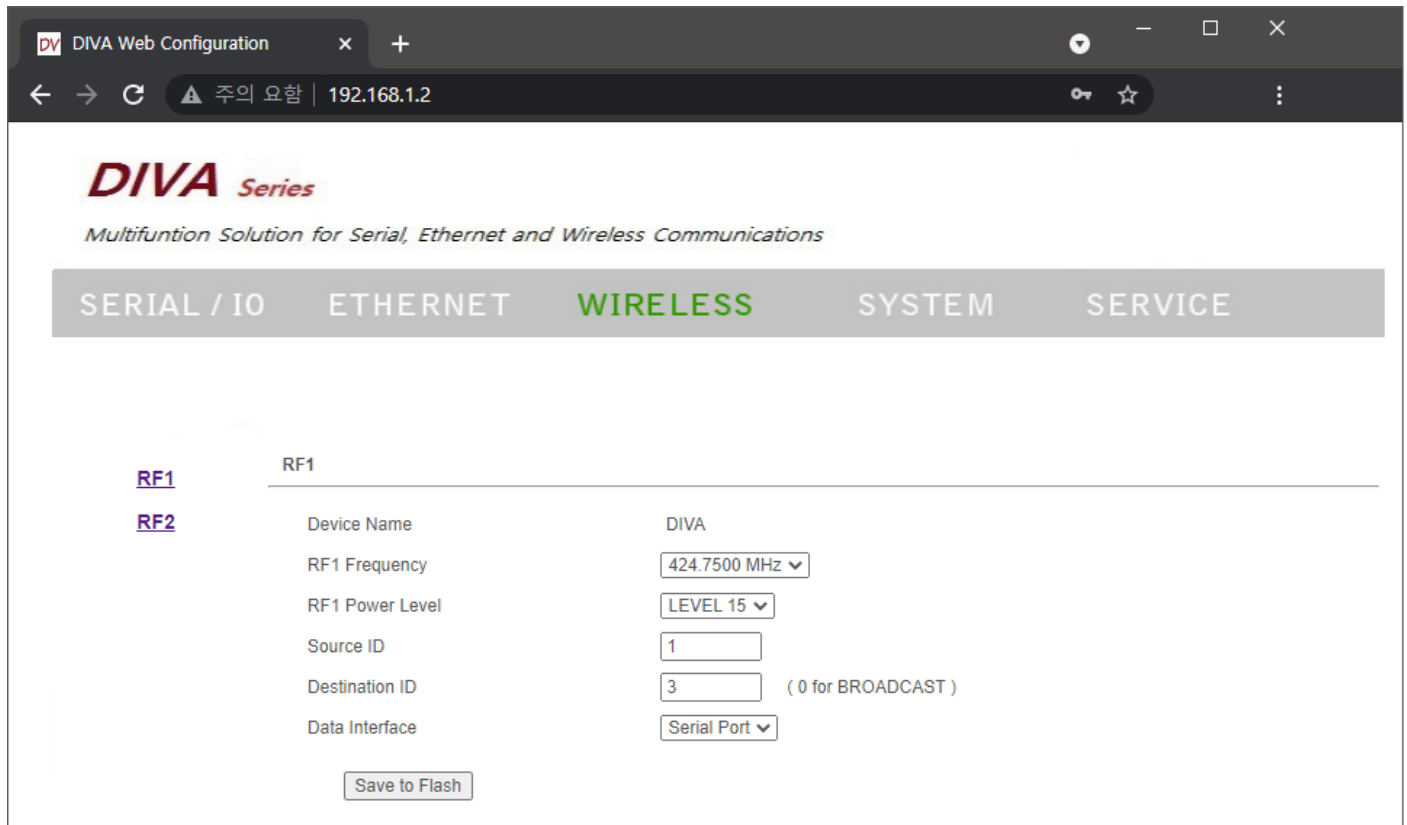 DV DIVA Web Configuration
주의 요함 192.168.1.2
DIVA Series
Multifuntion Solution for Serial, Ethernet and Wireless Communications
SERIAL / IO ETHERNET WIRELESS SYSTEM SERVICE
RF1
RF1
RF2
Device Name DIVA
RF1 Frequency 424.7500 MHz
RF1 Power Level LEVEL 15
Source ID 1
Destination ID 3 ( 0 for BROADCAST )
Data Interface Serial Port
Save to Flash